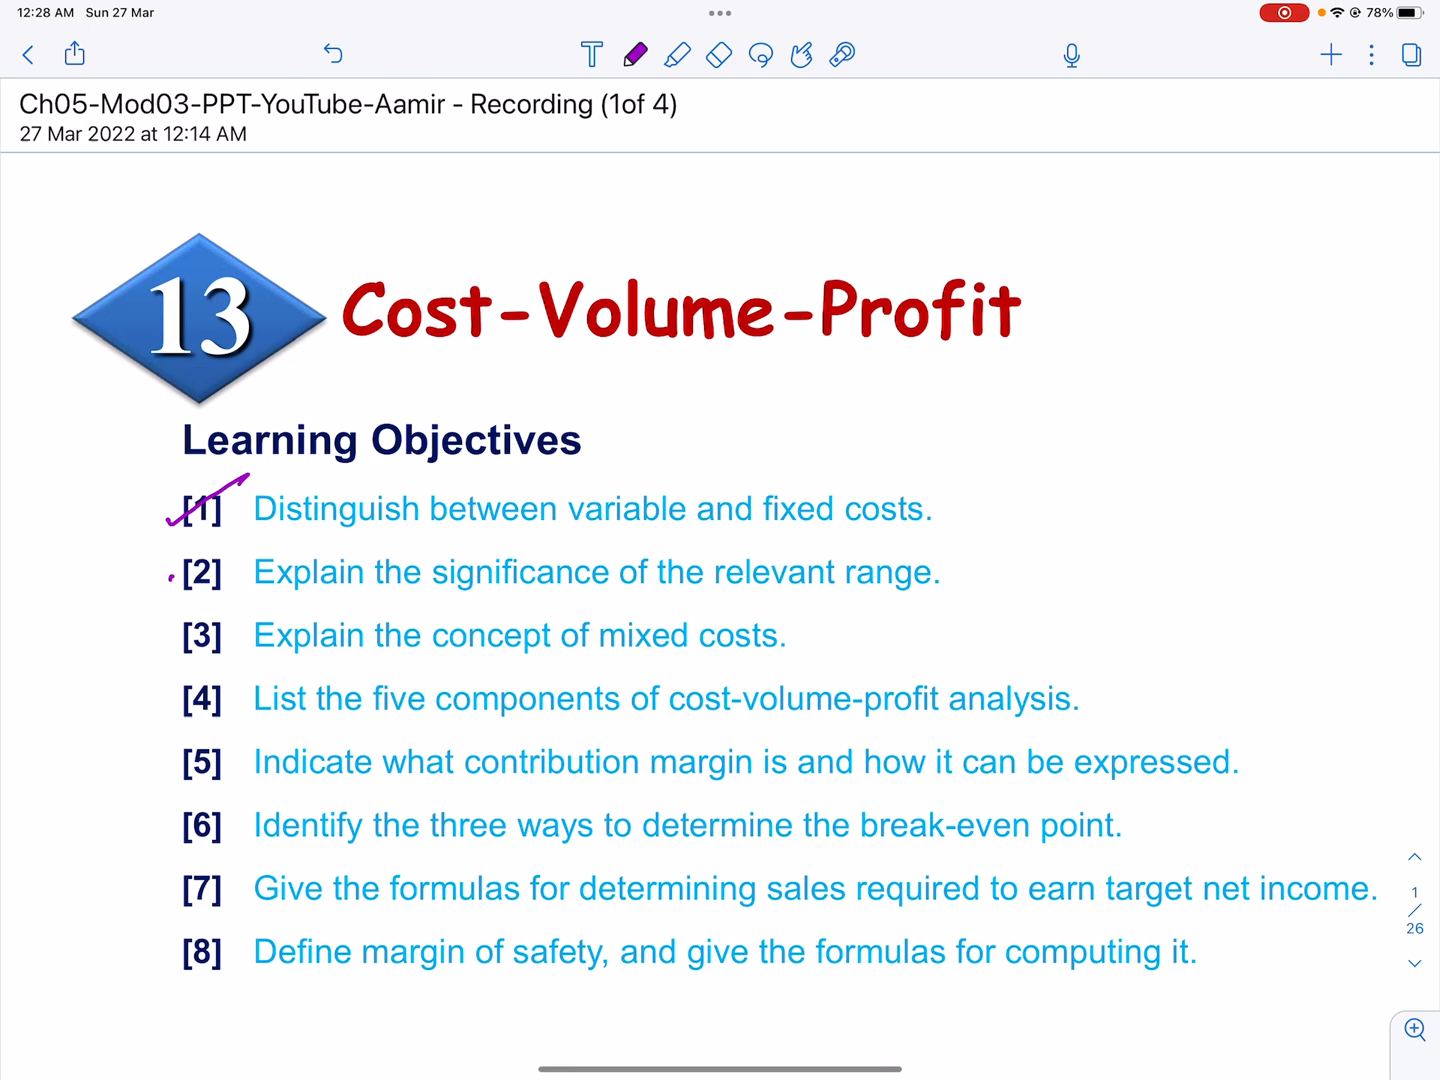 12:28 AM Sun 27 Mar
78%
Ch05-Mod03-PPT-YouTube-Aamir - Recording (1of 4)
27 Mar 2022 at 12:14 AM
13 Cost-Volume-Profit
Learning Objectives
[1] Distinguish between variable and fixed costs.
[2] Explain the significance of the relevant range.
[3] Explain the concept of mixed costs.
[4] List the five components of cost-volume-profit analysis.
[5] Indicate what contribution margin is and how it can be expressed.
[6] Identify the three ways to determine the break-even point.
[7] Give the formulas for determining sales required to earn target net income.
[8] Define margin of safety, and give the formulas for computing it.
1
/
26